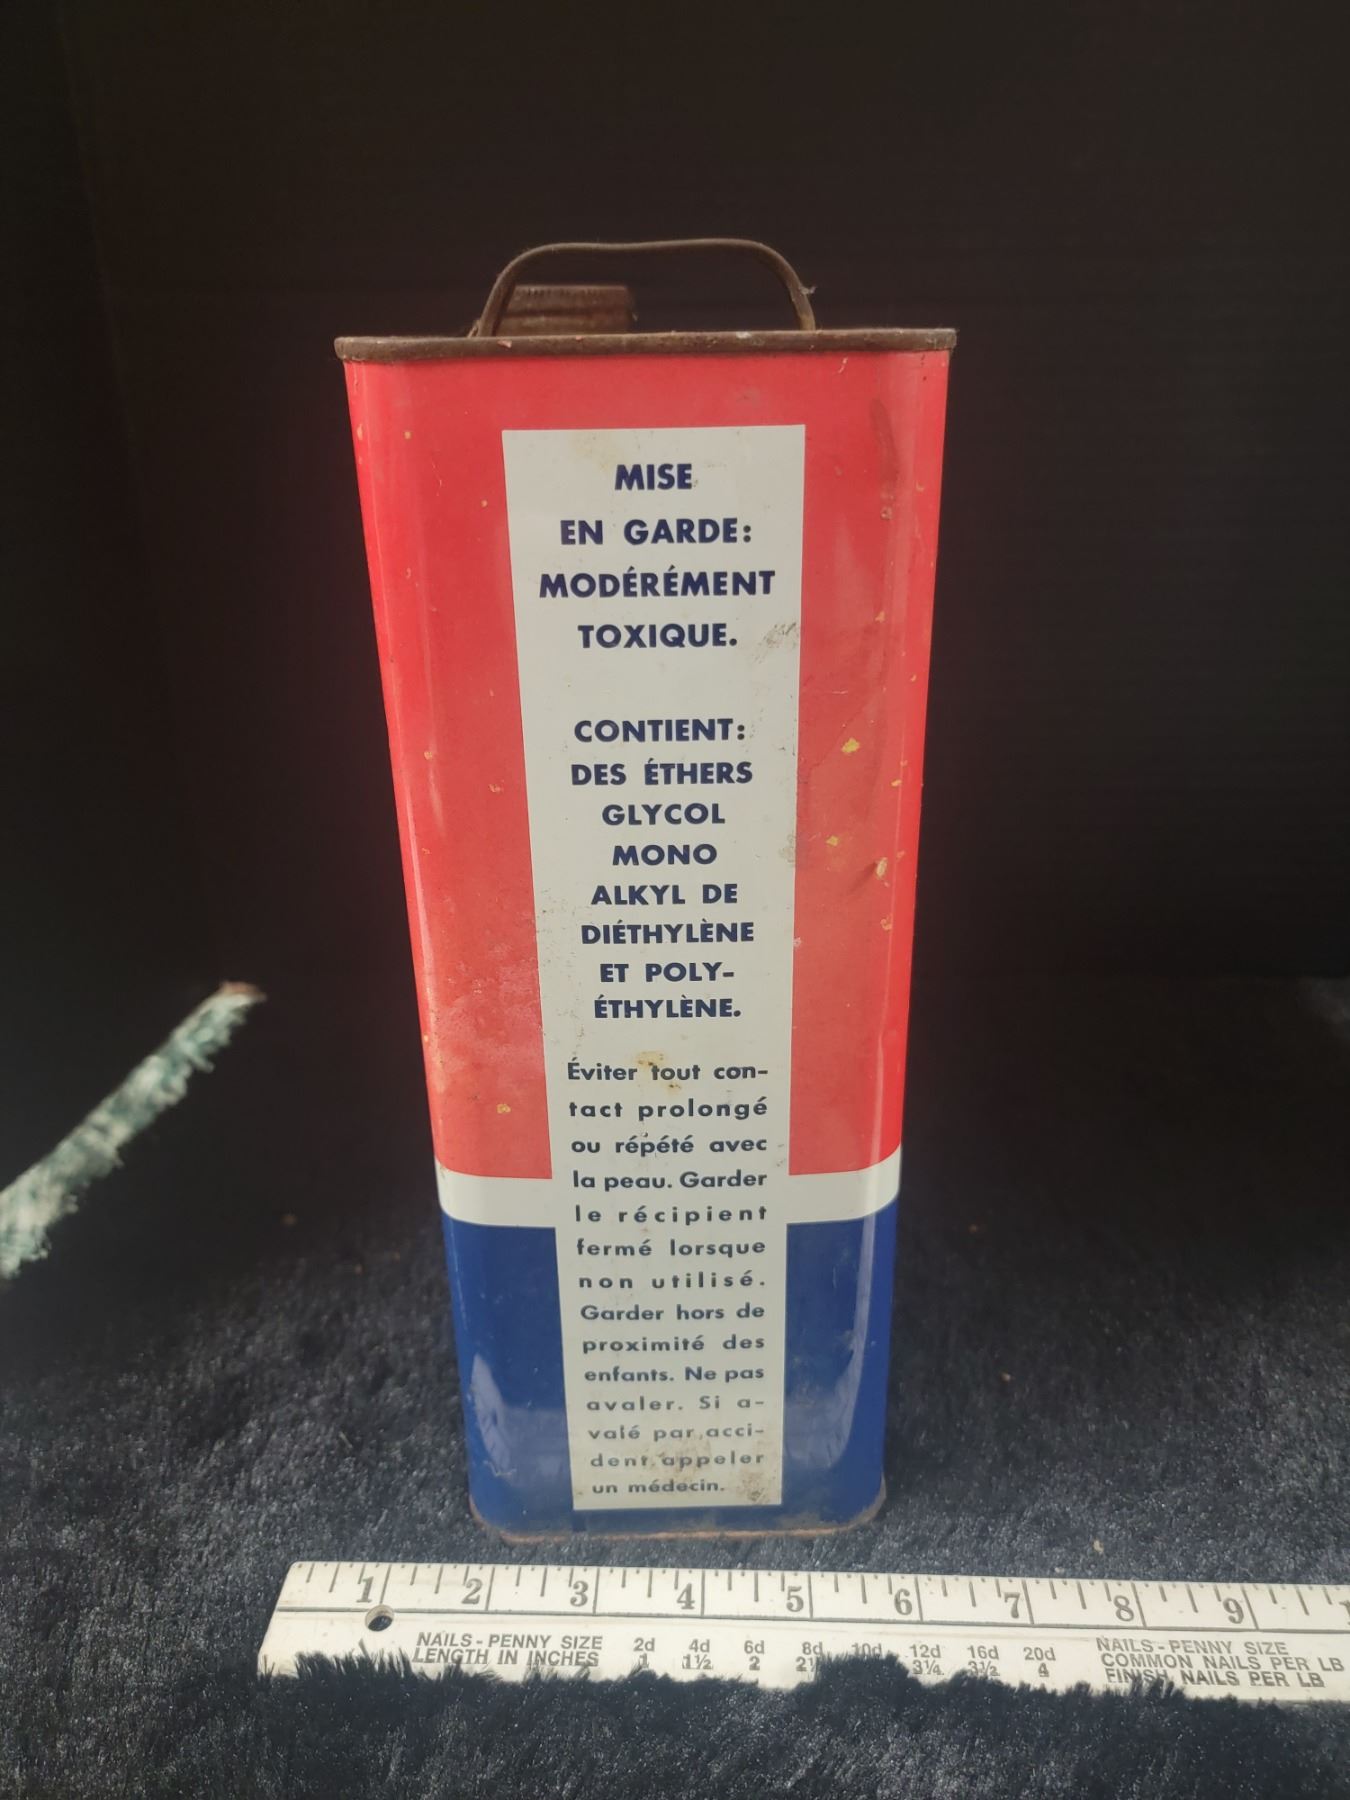 MISE
EN GARDE:
MODÉRÉMENT
TOXIQUE.
CONTIENT:
DES ÉTHERS
GLYCOL
MONO
ALKYL DE
DIÉTHYLÈNE
ET POLY-
ÉTHYLÈNE.
Éviter tout con-
tact prolongé
ou répété avec
la peau. Garder
le récipient
fermé lorsque
non utilisé.
Garder hors de
proximité des
enfants. Ne pas
avaler. Si a-
valé par acci-
dent, appeler
un médecin.
1 2 3 4 5 6 7 8 9
NAILS - PENNY SIZE 2d 4d 6d 8d 10d 12d 16d 20d NAILS - PENNY SIZE
LENGTH IN INCHES 1 1½ 2 3¼ 3½ 4 COMMON NAILS PER LB
FINISH NAILS PER LB